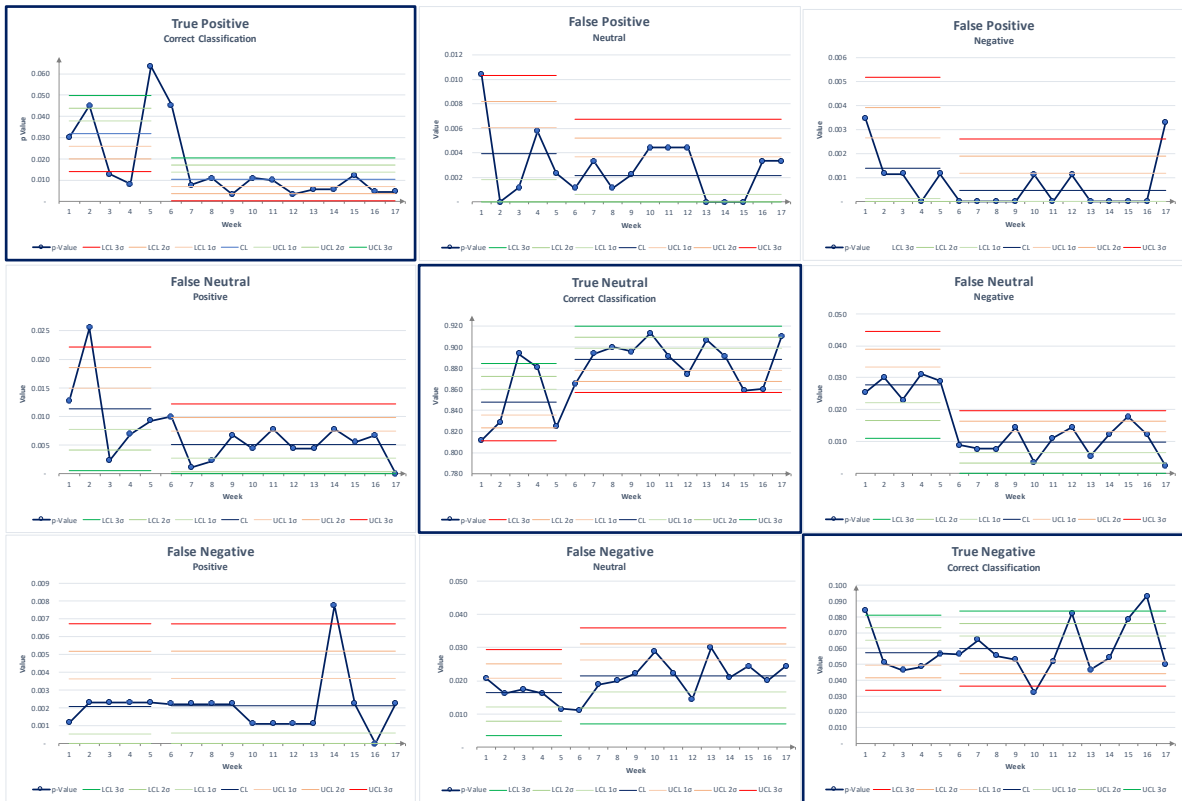 True Positive
Correct Classification
p Value
0.060
0.050
0.040
0.030
0.020
0.010
-
1 2 3 4 5 6 7 8 9 10 11 12 13 14 15 16 17
Week
p-Value LCL 3σ LCL 2σ LCL 1σ CL UCL 1σ UCL 2σ UCL 3σ
False Positive
Neutral
Value
0.012
0.010
0.008
0.006
0.004
0.002
0.000
1 2 3 4 5 6 7 8 9 10 11 12 13 14 15 16 17
Week
p-Value LCL 3σ LCL 2σ LCL 1σ CL UCL 1σ UCL 2σ UCL 3σ
False Positive
Negative
Value
0.006
0.005
0.004
0.003
0.002
0.001
-
1 2 3 4 5 6 7 8 9 10 11 12 13 14 15 16 17
Week
p-Value LCL 3σ LCL 2σ LCL 1σ CL UCL 1σ UCL 2σ UCL 3σ
False Neutral
Positive
Value
0.025
0.020
0.015
0.010
0.005
-
1 2 3 4 5 6 7 8 9 10 11 12 13 14 15 16 17
Week
p-Value LCL 3σ LCL 2σ LCL 1σ CL UCL 1σ UCL 2σ UCL 3σ
True Neutral
Correct Classification
Value
0.920
0.900
0.880
0.860
0.840
0.820
0.800
0.780
1 2 3 4 5 6 7 8 9 10 11 12 13 14 15 16 17
Week
p-Value LCL 3σ LCL 2σ LCL 1σ CL UCL 1σ UCL 2σ UCL 3σ
False Neutral
Negative
Value
0.050
0.040
0.030
0.020
0.010
-
1 2 3 4 5 6 7 8 9 10 11 12 13 14 15 16 17
Week
p-Value LCL 3σ LCL 2σ LCL 1σ CL UCL 1σ UCL 2σ UCL 3σ
False Negative
Positive
Value
0.009
0.008
0.007
0.006
0.005
0.004
0.003
0.002
0.001
-
1 2 3 4 5 6 7 8 9 10 11 12 13 14 15 16 17
Week
p-Value LCL 3σ LCL 2σ LCL 1σ CL UCL 1σ UCL 2σ UCL 3σ
False Negative
Neutral
Value
0.050
0.040
0.030
0.020
0.010
-
1 2 3 4 5 6 7 8 9 10 11 12 13 14 15 16 17
Week
p-Value LCL 3σ LCL 2σ LCL 1σ CL UCL 1σ UCL 2σ UCL 3σ
True Negative
Correct Classification
Value
0.100
0.090
0.080
0.070
0.060
0.050
0.040
0.030
0.020
0.010
-
1 2 3 4 5 6 7 8 9 10 11 12 13 14 15 16 17
Week
p-Value LCL 3σ LCL 2σ LCL 1σ CL UCL 1σ UCL 2σ UCL 3σ